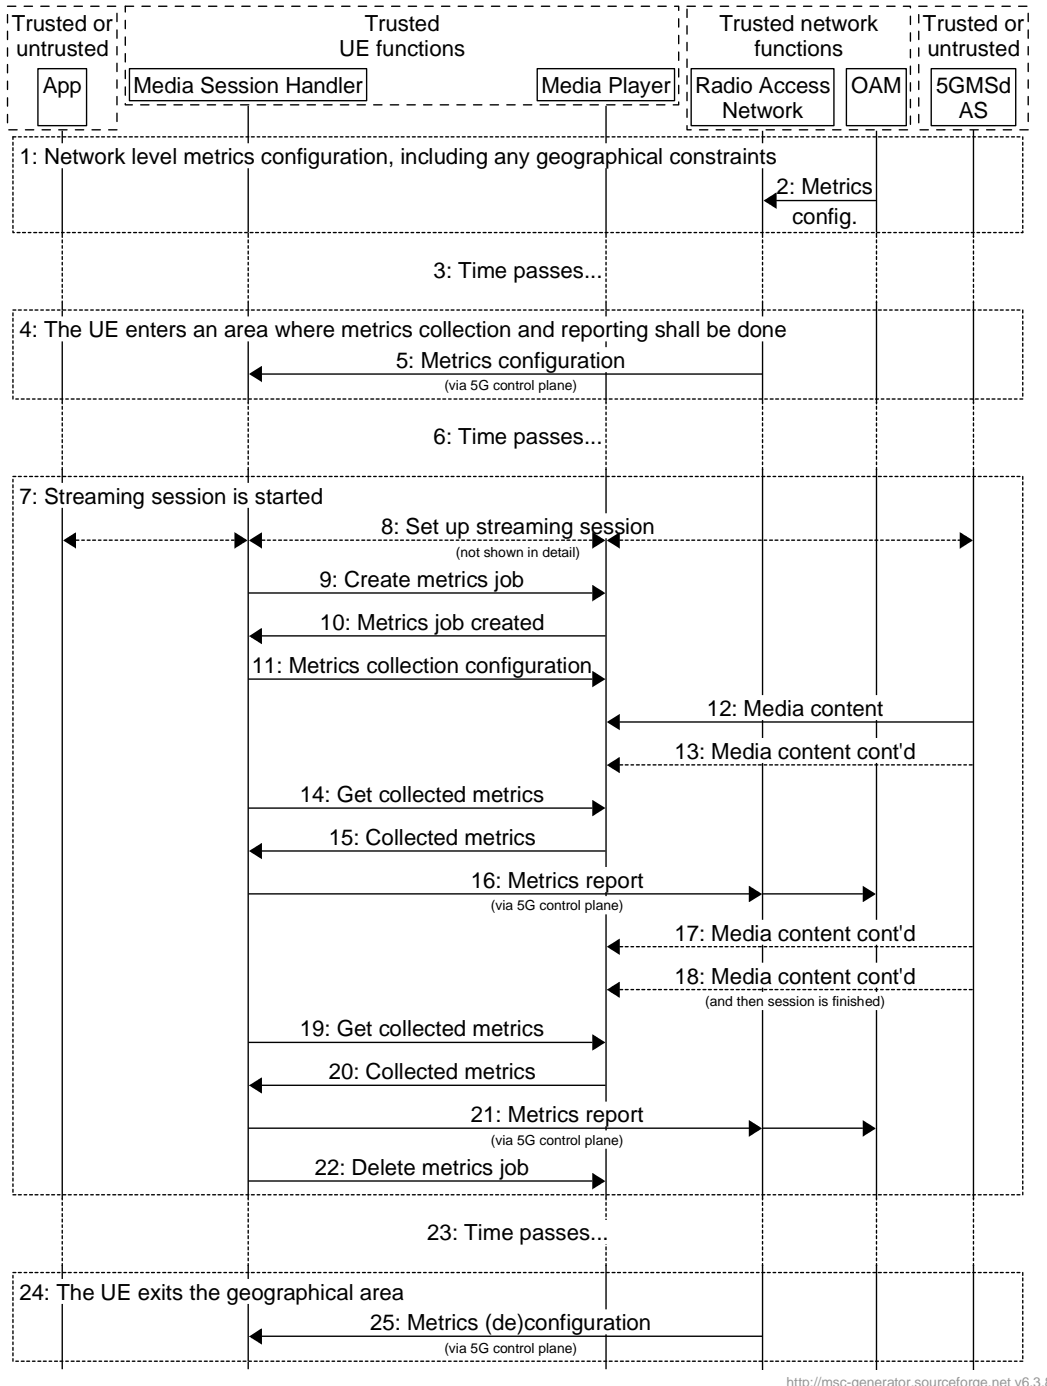 Trusted or
untrusted
Trusted
UE functions
Trusted network
functions
Trusted or
untrusted
App
Media Session Handler
Media Player
Radio Access
Network
OAM
5GMSd
AS
1: Network level metrics configuration, including any geographical constraints
2: Metrics
config.
3: Time passes...
4: The UE enters an area where metrics collection and reporting shall be done
5: Metrics configuration
(via 5G control plane)
6: Time passes...
7: Streaming session is started
8: Set up streaming session
(not shown in detail)
9: Create metrics job
10: Metrics job created
11: Metrics collection configuration
12: Media content
13: Media content cont'd
14: Get collected metrics
15: Collected metrics
16: Metrics report
(via 5G control plane)
17: Media content cont'd
18: Media content cont'd
(and then session is finished)
19: Get collected metrics
20: Collected metrics
21: Metrics report
(via 5G control plane)
22: Delete metrics job
23: Time passes...
24: The UE exits the geographical area
25: Metrics (de)configuration
(via 5G control plane)
http://msc-generator.sourceforge.net v6.3.8